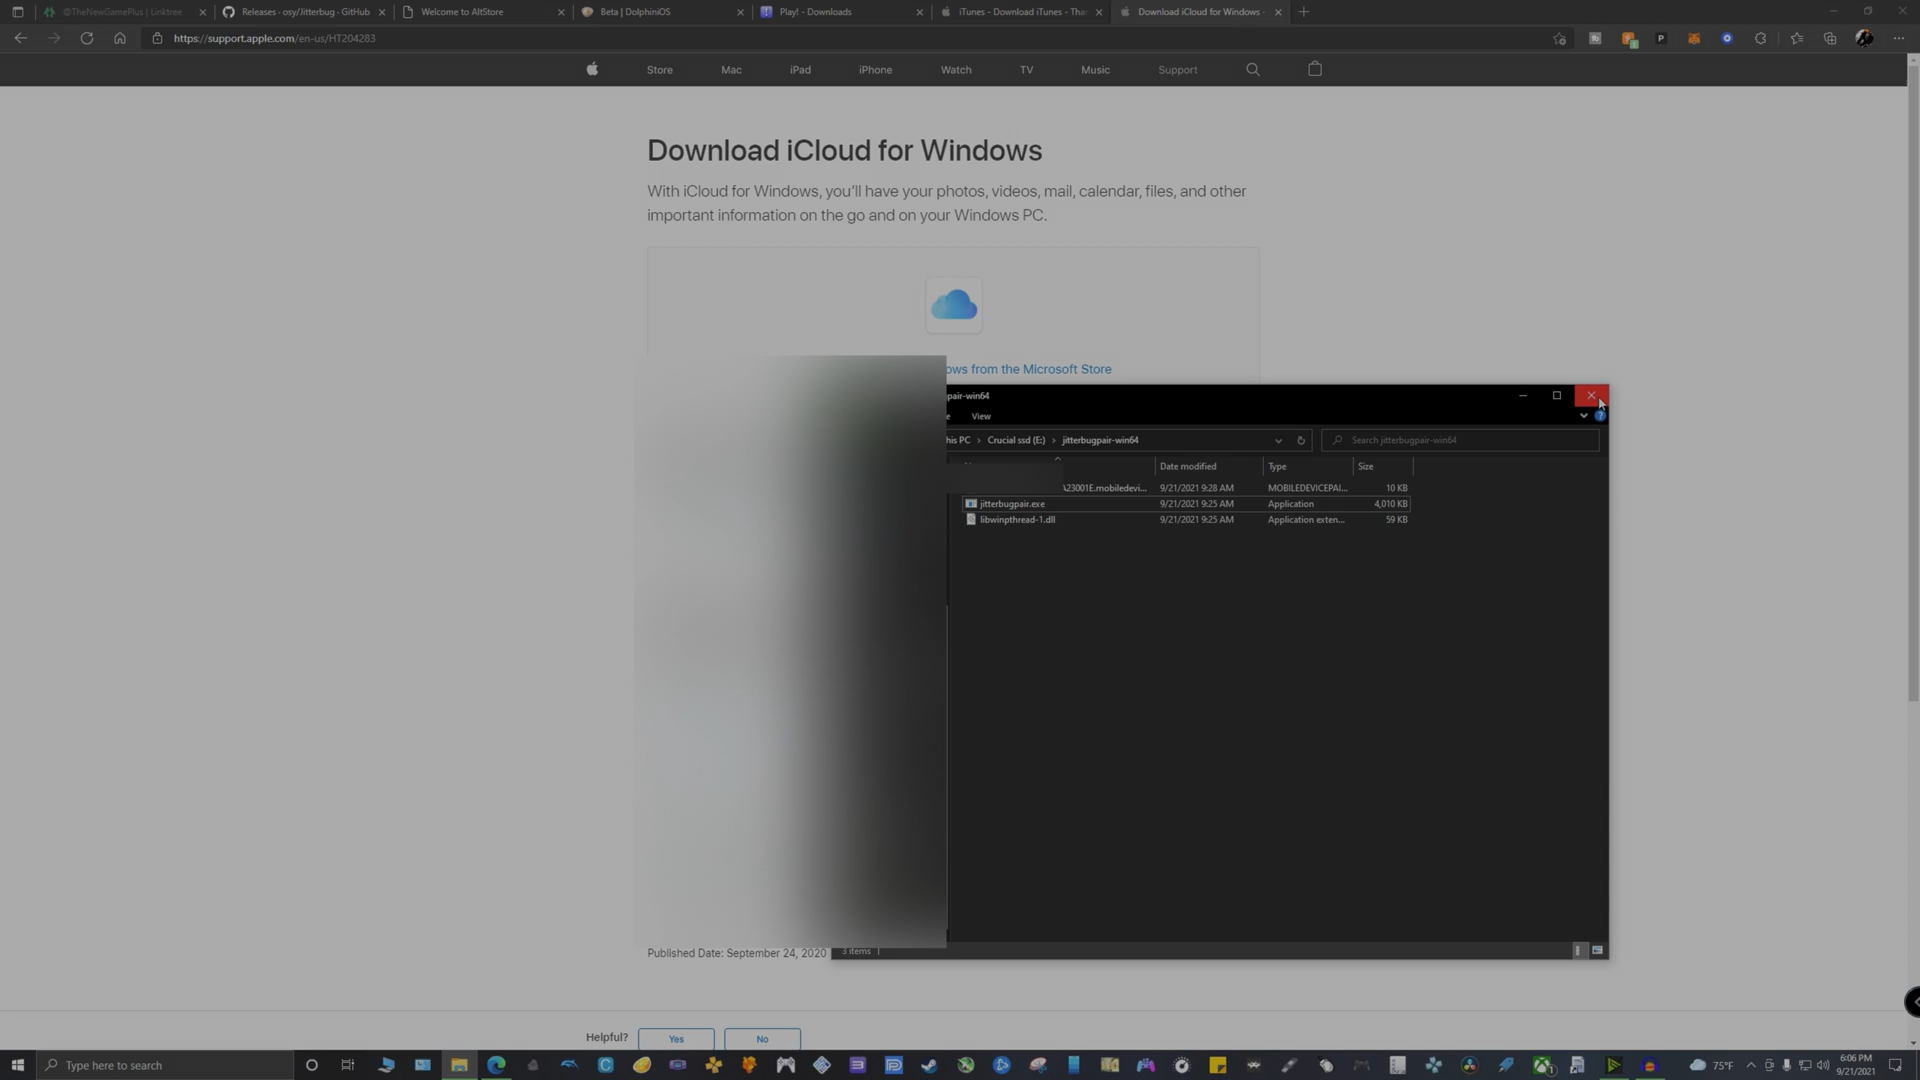 @TheNewGamePlus | Linktree
Releases · osy/Jitterbug · GitHub
Welcome to AltStore
Beta | DolphiniOS
Play! - Downloads
iTunes - Download iTunes - Tha
Download iCloud for Windows -
https://support.apple.com/en-us/HT204283
Store
Mac
iPad
iPhone
Watch
TV
Music
Support
Download iCloud for Windows
With iCloud for Windows, you'll have your photos, videos, mail, calendar, files, and other
important information on the go and on your Windows PC.
ows from the Microsoft Store
pair-win64
e View
his PC > Crucial ssd (E:) > jitterbugpair-win64
Search jitterbugpair-win64
Date modified Type Size
A23001E.mobiledevi... 9/21/2021 9:28 AM MOBILEDEVICEPAI... 10 KB
jitterbugpair.exe 9/21/2021 9:25 AM Application 4,010 KB
libwinpthread-1.dll 9/21/2021 9:25 AM Application exten... 59 KB
Published Date: September 24, 2020
3 items
Helpful? Yes No
Type here to search
75°F
6:06 PM
9/21/2021